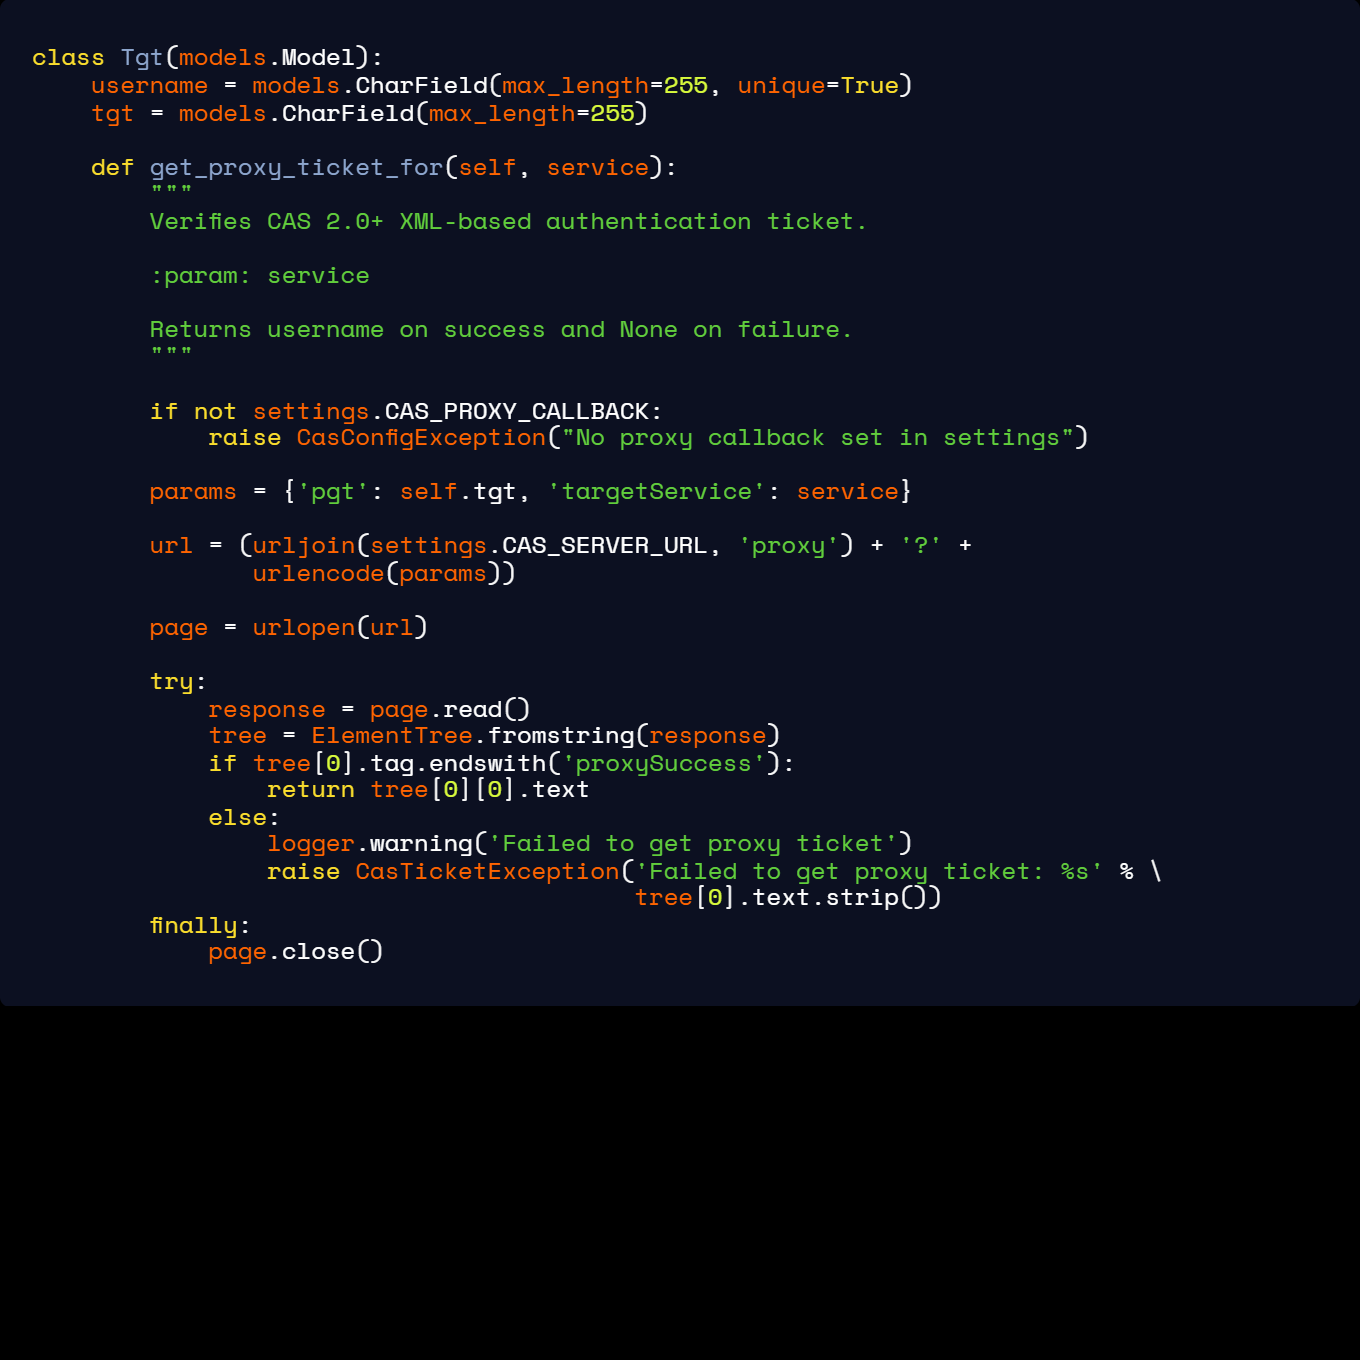 class Tgt(models.Model):
    username = models.CharField(max_length=255, unique=True)
    tgt = models.CharField(max_length=255)

    def get_proxy_ticket_for(self, service):
        """
        Verifies CAS 2.0+ XML-based authentication ticket.

        :param: service

        Returns username on success and None on failure.
        """

        if not settings.CAS_PROXY_CALLBACK:
            raise CasConfigException("No proxy callback set in settings")

        params = {'pgt': self.tgt, 'targetService': service}

        url = (urljoin(settings.CAS_SERVER_URL, 'proxy') + '?' +
               urlencode(params))

        page = urlopen(url)

        try:
            response = page.read()
            tree = ElementTree.fromstring(response)
            if tree[0].tag.endswith('proxySuccess'):
                return tree[0][0].text
            else:
                logger.warning('Failed to get proxy ticket')
                raise CasTicketException('Failed to get proxy ticket: %s' % \
                                         tree[0].text.strip())
        finally:
            page.close()